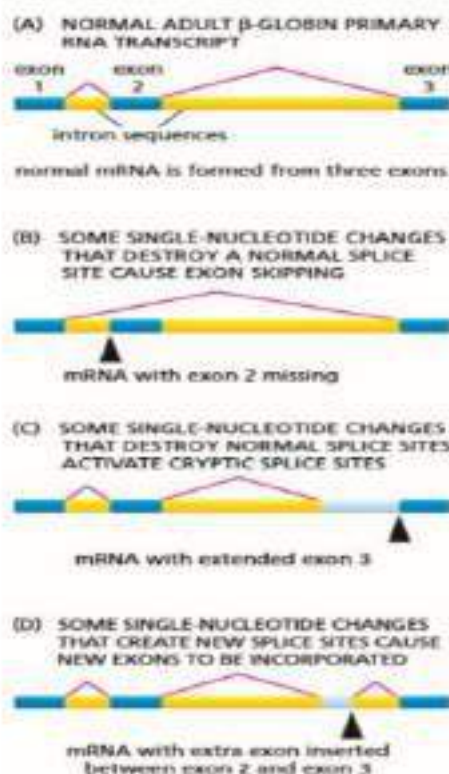 (A) NORMAL ADULT β-GLOBIN PRIMARY
RNA TRANSCRIPT
exon exon exon
1 2 3
intron sequences
normal mRNA is formed from three exons
(B) SOME SINGLE-NUCLEOTIDE CHANGES
THAT DESTROY A NORMAL SPLICE
SITE CAUSE EXON SKIPPING
mRNA with exon 2 missing
(C) SOME SINGLE-NUCLEOTIDE CHANGES
THAT DESTROY NORMAL SPLICE SITES
ACTIVATE CRYPTIC SPLICE SITES
mRNA with extended exon 3
(D) SOME SINGLE-NUCLEOTIDE CHANGES
THAT CREATE NEW SPLICE SITES CAUSE
NEW EXONS TO BE INCORPORATED
mRNA with extra exon inserted
between exon 2 and exon 3